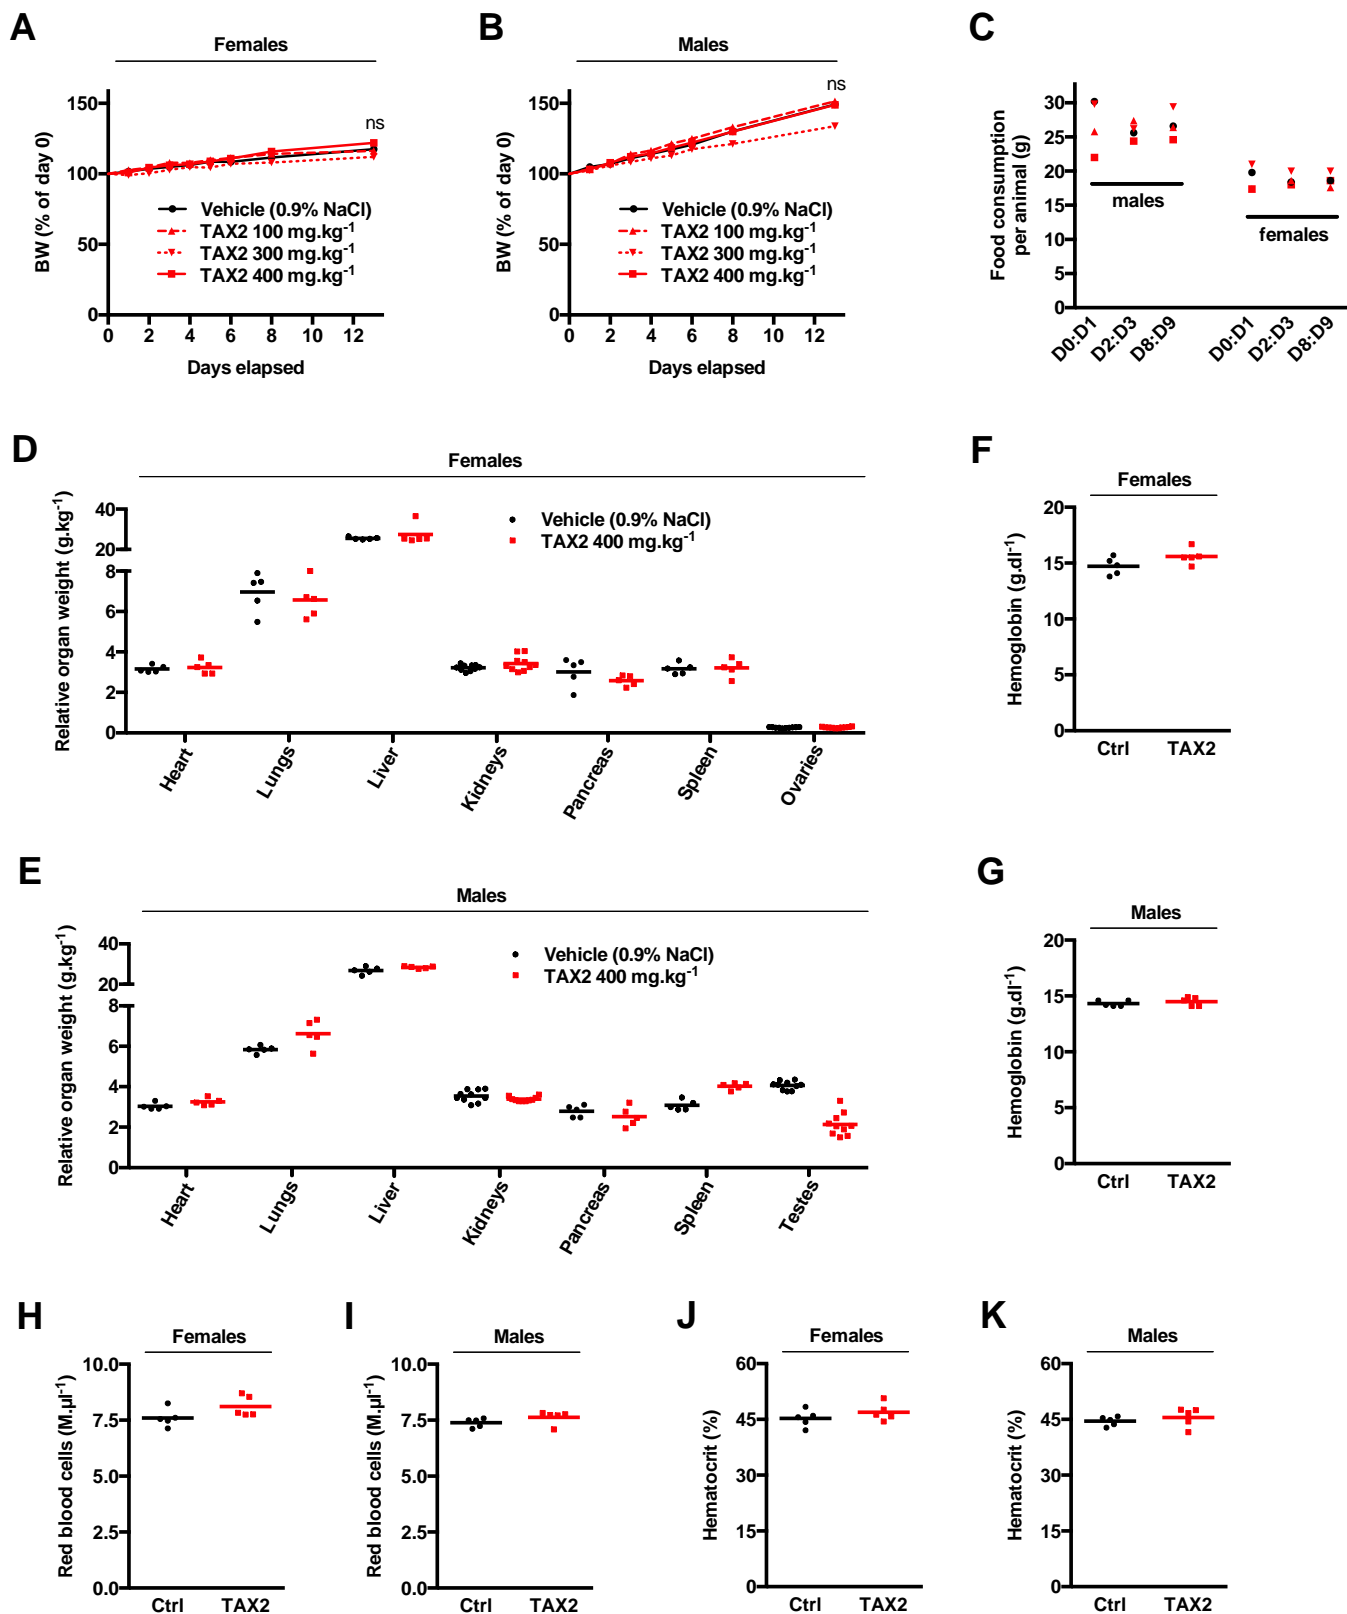 A
Females
BW (% of day 0)
150
100
50
0
ns
Vehicle (0.9% NaCl)
TAX2 100 mg.kg⁻¹
TAX2 300 mg.kg⁻¹
TAX2 400 mg.kg⁻¹
0 2 4 6 8 10 12
Days elapsed
B
Males
BW (% of day 0)
150
100
50
0
ns
Vehicle (0.9% NaCl)
TAX2 100 mg.kg⁻¹
TAX2 300 mg.kg⁻¹
TAX2 400 mg.kg⁻¹
0 2 4 6 8 10 12
Days elapsed
C
Food consumption
per animal (g)
30
25
20
15
10
5
0
males
females
D0:D1 D2:D3 D8:D9 D0:D1 D2:D3 D8:D9
D
Females
Relative organ weight (g.kg⁻¹)
40
20
8
6
4
2
0
Vehicle (0.9% NaCl)
TAX2 400 mg.kg⁻¹
Heart Lungs Liver Kidneys Pancreas Spleen Ovaries
F
Females
Hemoglobin (g.dl⁻¹)
20
15
10
5
0
Ctrl TAX2
E
Males
Relative organ weight (g.kg⁻¹)
40
20
8
6
4
2
0
Vehicle (0.9% NaCl)
TAX2 400 mg.kg⁻¹
Heart Lungs Liver Kidneys Pancreas Spleen Testes
G
Males
Hemoglobin (g.dl⁻¹)
20
15
10
5
0
Ctrl TAX2
H
Females
Red blood cells (M.µl⁻¹)
10.0
7.5
5.0
2.5
0.0
Ctrl TAX2
I
Males
Red blood cells (M.µl⁻¹)
10.0
7.5
5.0
2.5
0.0
Ctrl TAX2
J
Females
Hematocrit (%)
60
45
30
15
0
Ctrl TAX2
K
Males
Hematocrit (%)
60
45
30
15
0
Ctrl TAX2